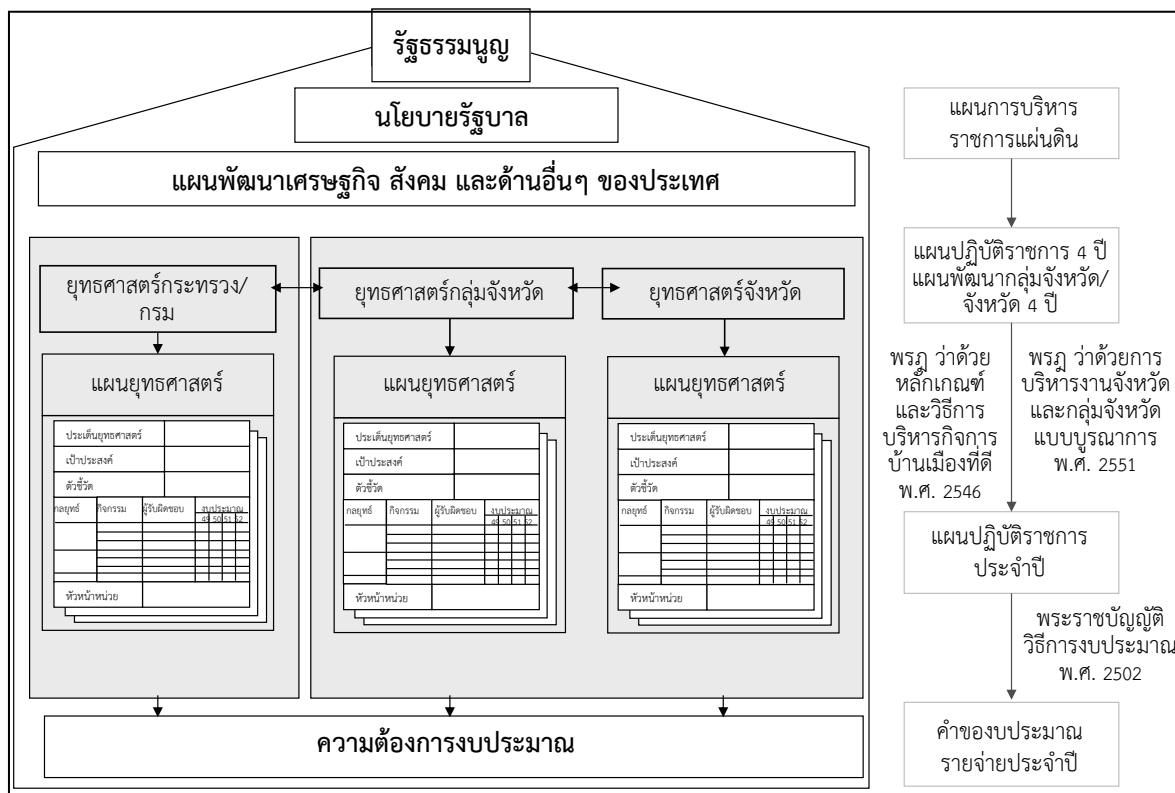 รัฐธรรมนูญ
นโยบายรัฐบาล
แผนพัฒนาเศรษฐกิจ สังคม และด้านอื่นๆ ของประเทศ
ยุทธศาสตร์กระทรวง/
กรม
ยุทธศาสตร์กลุ่มจังหวัด
ยุทธศาสตร์จังหวัด
แผนยุทธศาสตร์
ประเด็นยุทธศาสตร์
เป้าประสงค์
ตัวชี้วัด
กลยุทธ์ กิจกรรม ผู้รับผิดชอบ งบประมาณ
49 50 51 52
หัวหน้าหน่วย
แผนยุทธศาสตร์
ประเด็นยุทธศาสตร์
เป้าประสงค์
ตัวชี้วัด
กลยุทธ์ กิจกรรม ผู้รับผิดชอบ งบประมาณ
49 50 51 52
หัวหน้าหน่วย
แผนยุทธศาสตร์
ประเด็นยุทธศาสตร์
เป้าประสงค์
ตัวชี้วัด
กลยุทธ์ กิจกรรม ผู้รับผิดชอบ งบประมาณ
49 50 51 52
หัวหน้าหน่วย
ความต้องการงบประมาณ
แผนการบริหาร
ราชการแผ่นดิน
แผนปฏิบัติราชการ 4 ปี
แผนพัฒนากลุ่มจังหวัด/
จังหวัด 4 ปี
พรฎ ว่าด้วย
หลักเกณฑ์
และวิธีการ
บริหารกิจการ
บ้านเมืองที่ดี
พ.ศ. 2546
พรฎ ว่าด้วยการ
บริหารงานจังหวัด
และกลุ่มจังหวัด
แบบบูรณาการ
พ.ศ. 2551
แผนปฏิบัติราชการ
ประจำปี
พระราชบัญญัติ
วิธีการงบประมาณ
พ.ศ. 2502
คำของบประมาณ
รายจ่ายประจำปี